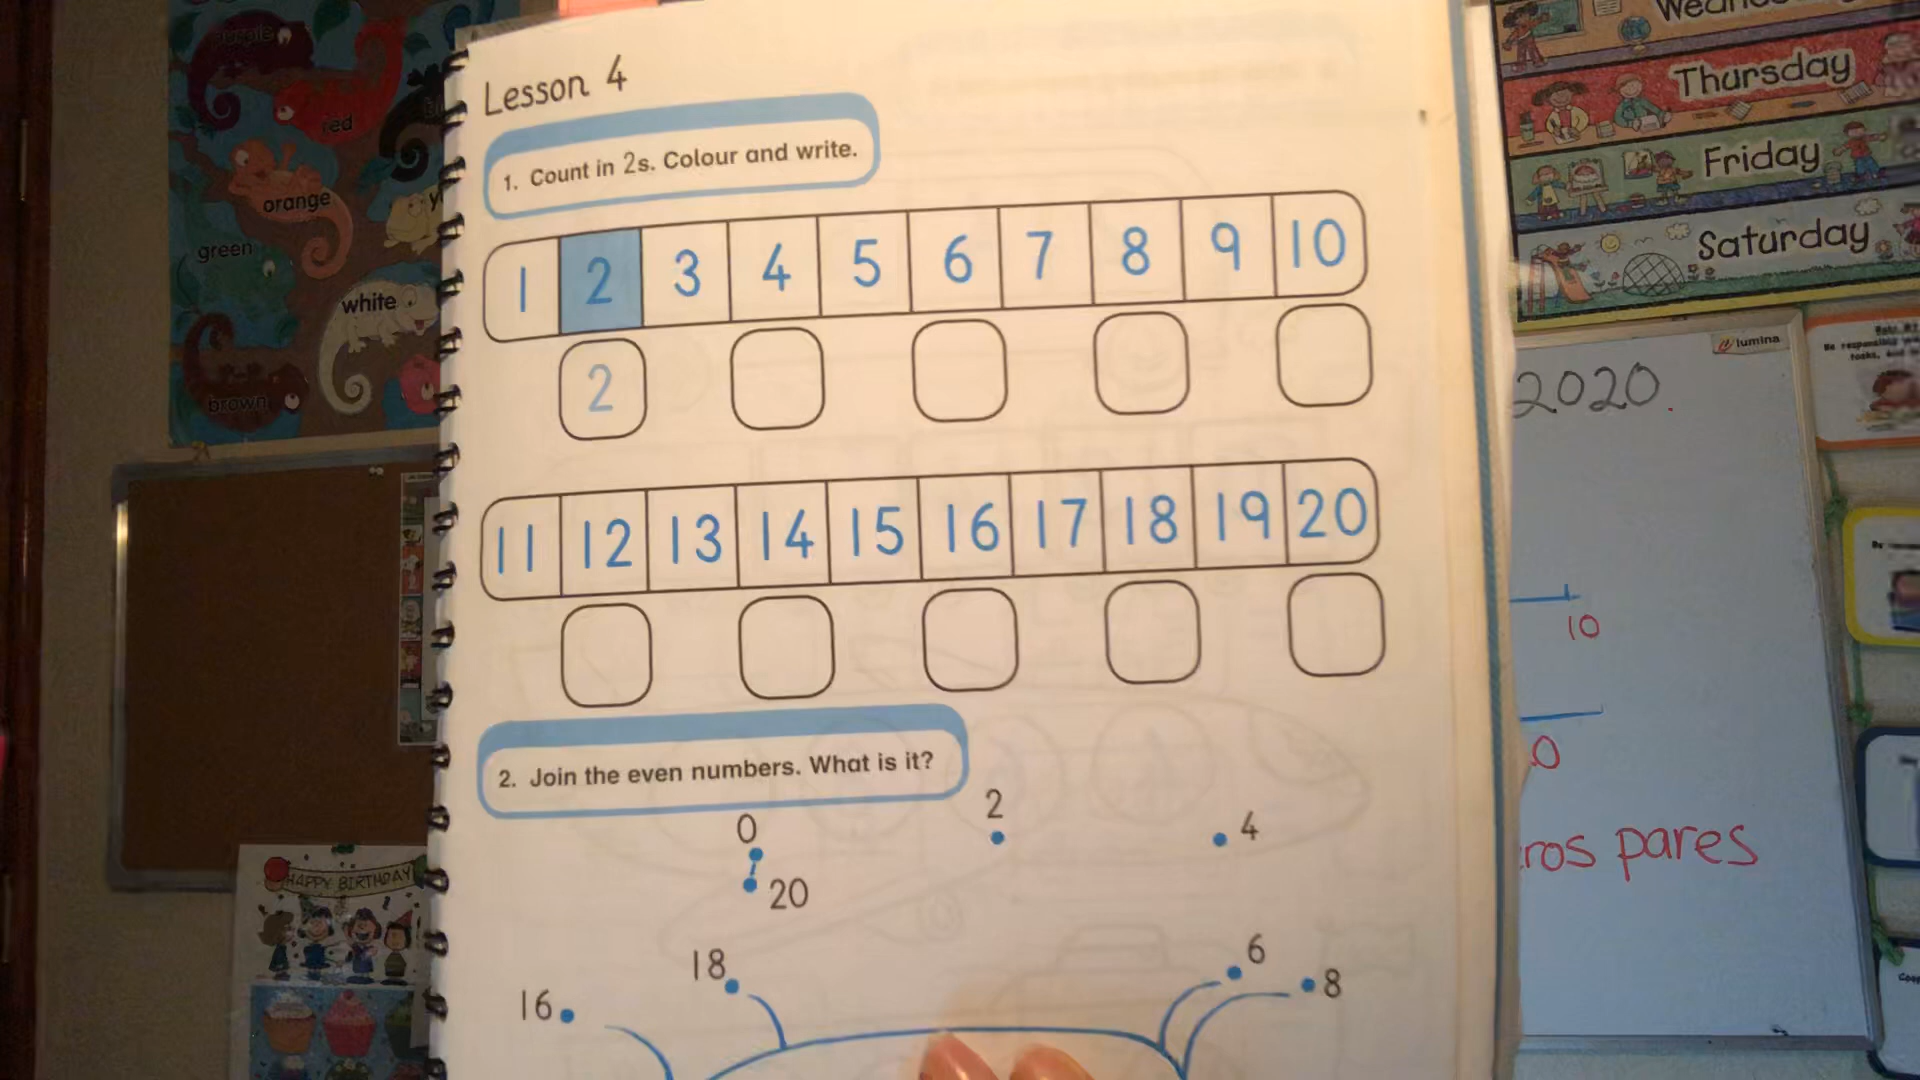 Lesson 4
1. Count in 2s. Colour and write.
1 2 3 4 5 6 7 8 9 10
2
11 12 13 14 15 16 17 18 19 20
2. Join the even numbers. What is it?
0
2
4
20
18
6
16
8
purple
red
orange
green
white
brown
HAPPY BIRTHDAY
Thursday
Friday
Saturday
lumina
2020.
10
pares